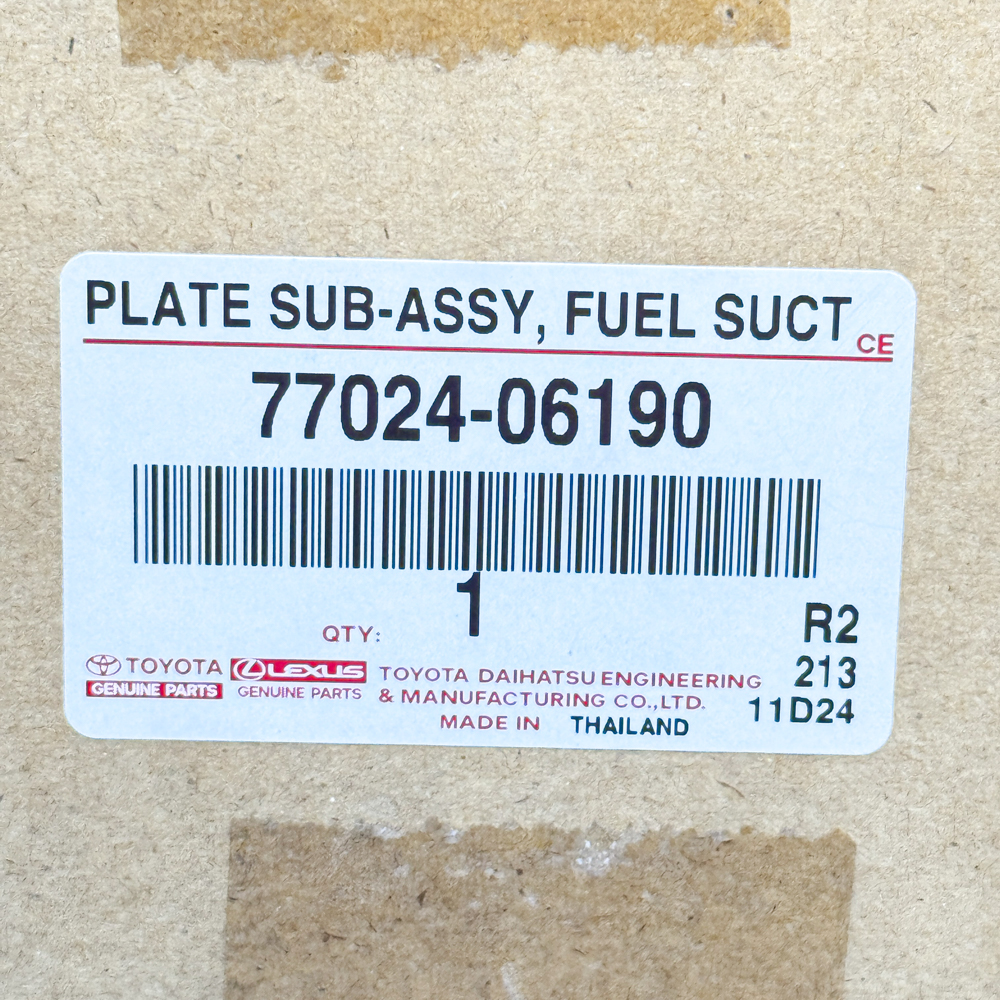 PLATE SUB-ASSY, FUEL SUCT
CE
77024-06190
1
QTY:
R2
TOYOTA
GENUINE PARTS
LEXUS
GENUINE PARTS
TOYOTA DAIHATSU ENGINEERING
& MANUFACTURING CO.,LTD.
MADE IN THAILAND
213
11D24